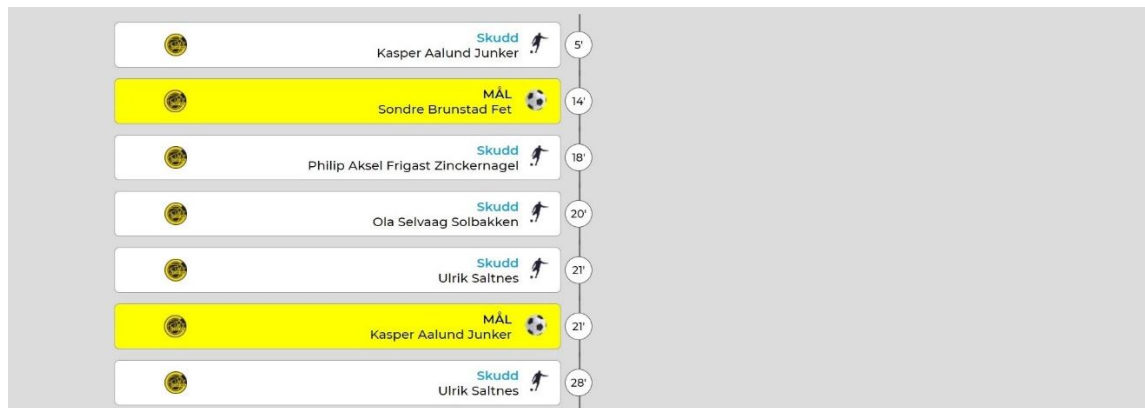 Skudd
Kasper Aalund Junker
5'
MÅL
Sondre Brunstad Fet
14'
Skudd
Philip Aksel Frigast Zinckernagel
18'
Skudd
Ola Selvaag Solbakken
20'
Skudd
Ulrik Saltnes
21'
MÅL
Kasper Aalund Junker
21'
Skudd
Ulrik Saltnes
28'